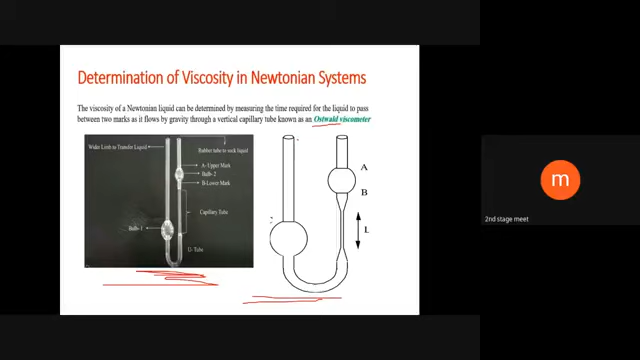 Determination of Viscosity in Newtonian Systems
The viscosity of a Newtonian liquid can be determined by measuring the time required for the liquid to pass
between two marks as it flows by gravity through a vertical capillary tube known as an Ostwald viscometer
Wider Limb to Transfer Liquid
Rubber tube to suck liquid
A- Upper Mark
Bulb- 2
B- Lower Mark
Capillary Tube
Bulb- 1
U- Tube
A
B
L
m
2nd stage meet